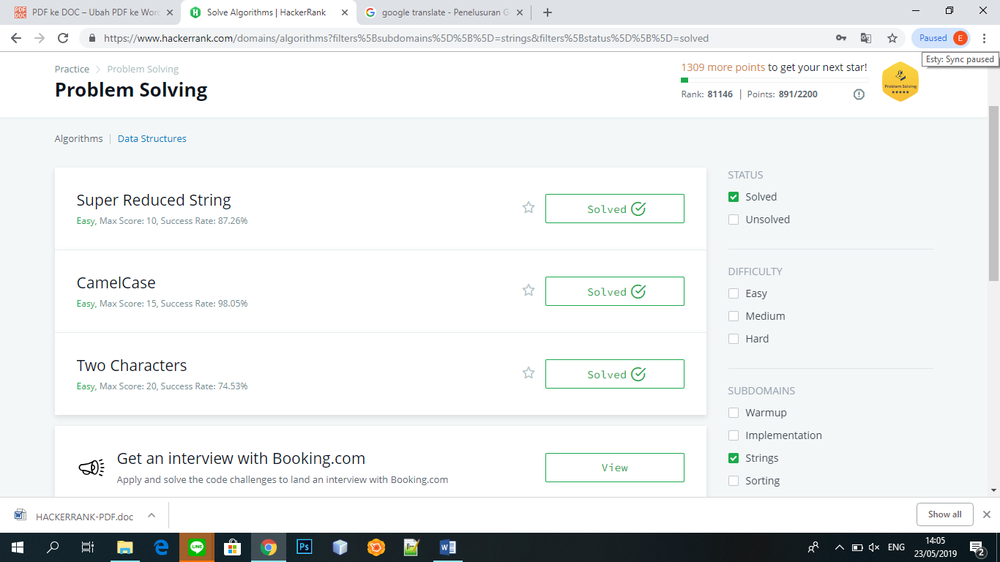 PDF ke DOC – Ubah PDF ke Word
Solve Algorithms | HackerRank
google translate - Penelusuran G
https://www.hackerrank.com/domains/algorithms?filters%5Bsubdomains%5D%5B%5D=strings&filters%5Bstatus%5D%5B%5D=solved
Paused E
Esty: Sync paused
Practice > Problem Solving
Problem Solving
1309 more points to get your next star!
Rank: 81146 | Points: 891/2200
Problem Solving
Algorithms | Data Structures
Super Reduced String
Easy, Max Score: 10, Success Rate: 87.26%
Solved
CamelCase
Easy, Max Score: 15, Success Rate: 98.05%
Solved
Two Characters
Easy, Max Score: 20, Success Rate: 74.53%
Solved
Get an interview with Booking.com
Apply and solve the code challenges to land an interview with Booking.com
View
STATUS
Solved
Unsolved
DIFFICULTY
Easy
Medium
Hard
SUBDOMAINS
Warmup
Implementation
Strings
Sorting
HACKERRANK-PDF.doc
Show all
LINE
Ps
ENG
14:05
23/05/2019
2